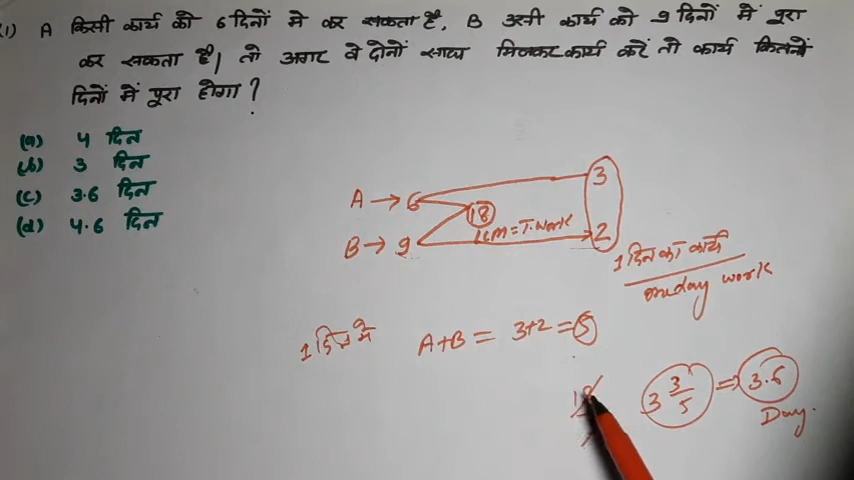 (1) A किसी कार्य को 6 दिनों मे कर सकता है, B उसी कार्य को 9 दिनों में पूरा
कर सकता है। तो अगर वे दोनों साथ मिलकर कार्य करें तो कार्य कितनें
दिनों में पूरा होगा ?
(a) 4 दिन
(b) 3 दिन
(c) 3.6 दिन
(d) 4.6 दिन
A → 6 3
18
B → 9 LCM = T.work 2
1 दिन का कार्य
one day work
1 दिन में A+B = 3+2 = 5
18
3 3/5 ⇒ 3.6
Day.